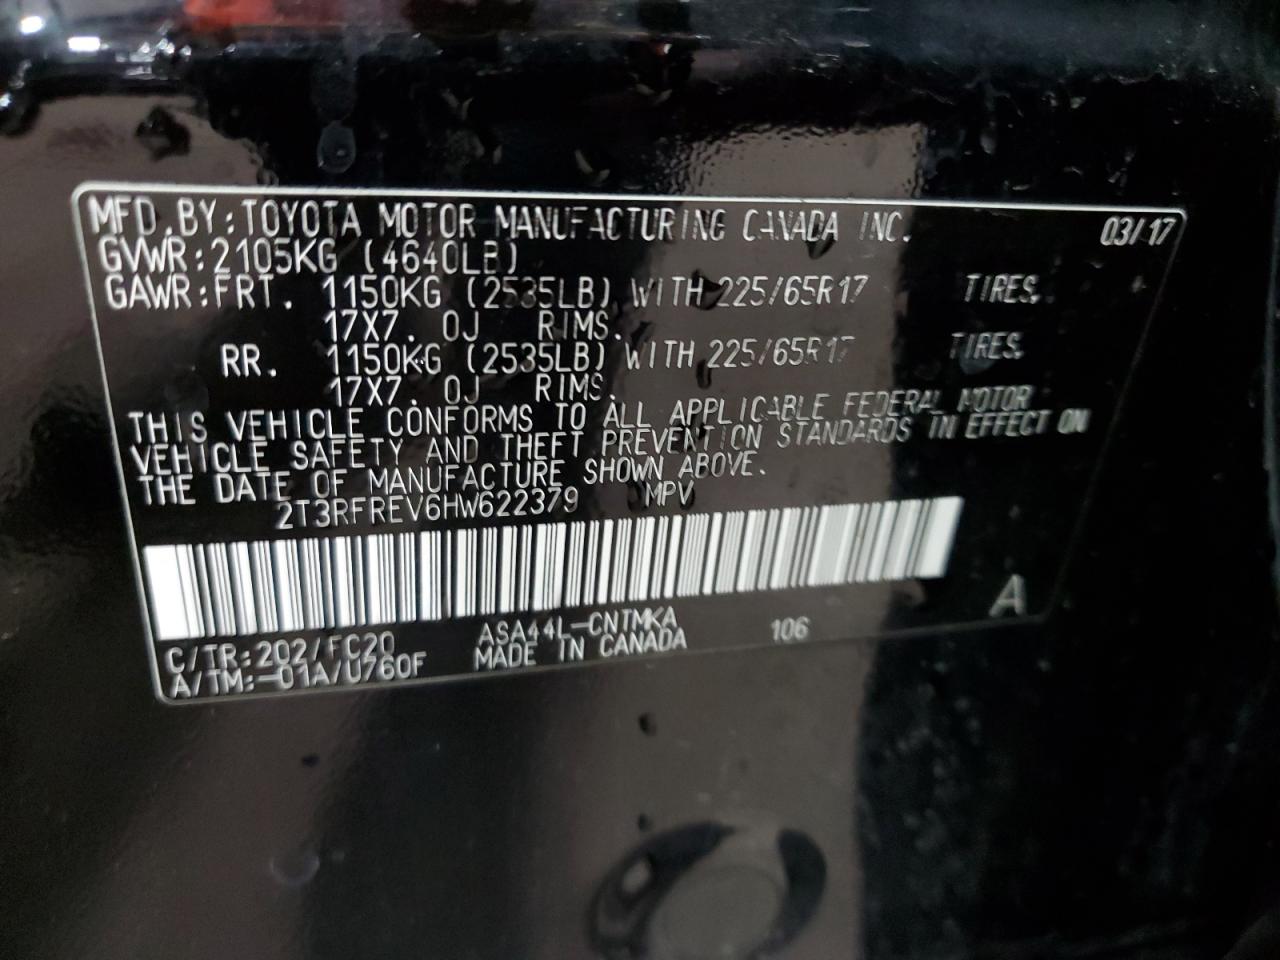 MFD.BY:TOYOTA MOTOR MANUFACTURING CANADA INC. 03/17
GVWR:2105KG (4640LB)
GAWR:FRT. 1150KG (2535LB) WITH 225/65R17 TIRES.
17X7.0J RIMS.
RR. 1150KG (2535LB) WITH 225/65R17 TIRES.
17X7.0J RIMS.
THIS VEHICLE CONFORMS TO ALL APPLICABLE FEDERAL MOTOR
VEHICLE SAFETY AND THEFT PREVENTION STANDARDS IN EFFECT ON
THE DATE OF MANUFACTURE SHOWN ABOVE.
2T3RFREV6HW622379 MPV
A
C/TR:202/FC20 ASA44L-CNTMKA 106
A/TM:-01A/U760F MADE IN CANADA